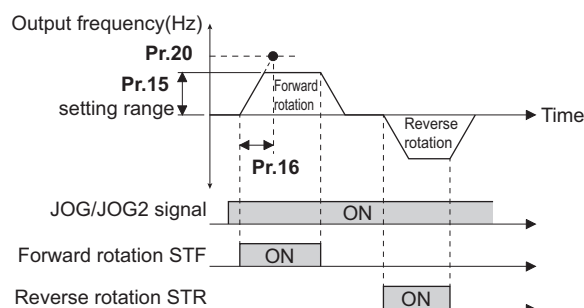 Output frequency(Hz)
Pr.20
Pr.15
setting range
Forward
rotation
Time
Reverse
rotation
Pr.16
JOG/JOG2 signal
ON
Forward rotation STF
ON
Reverse rotation STR
ON